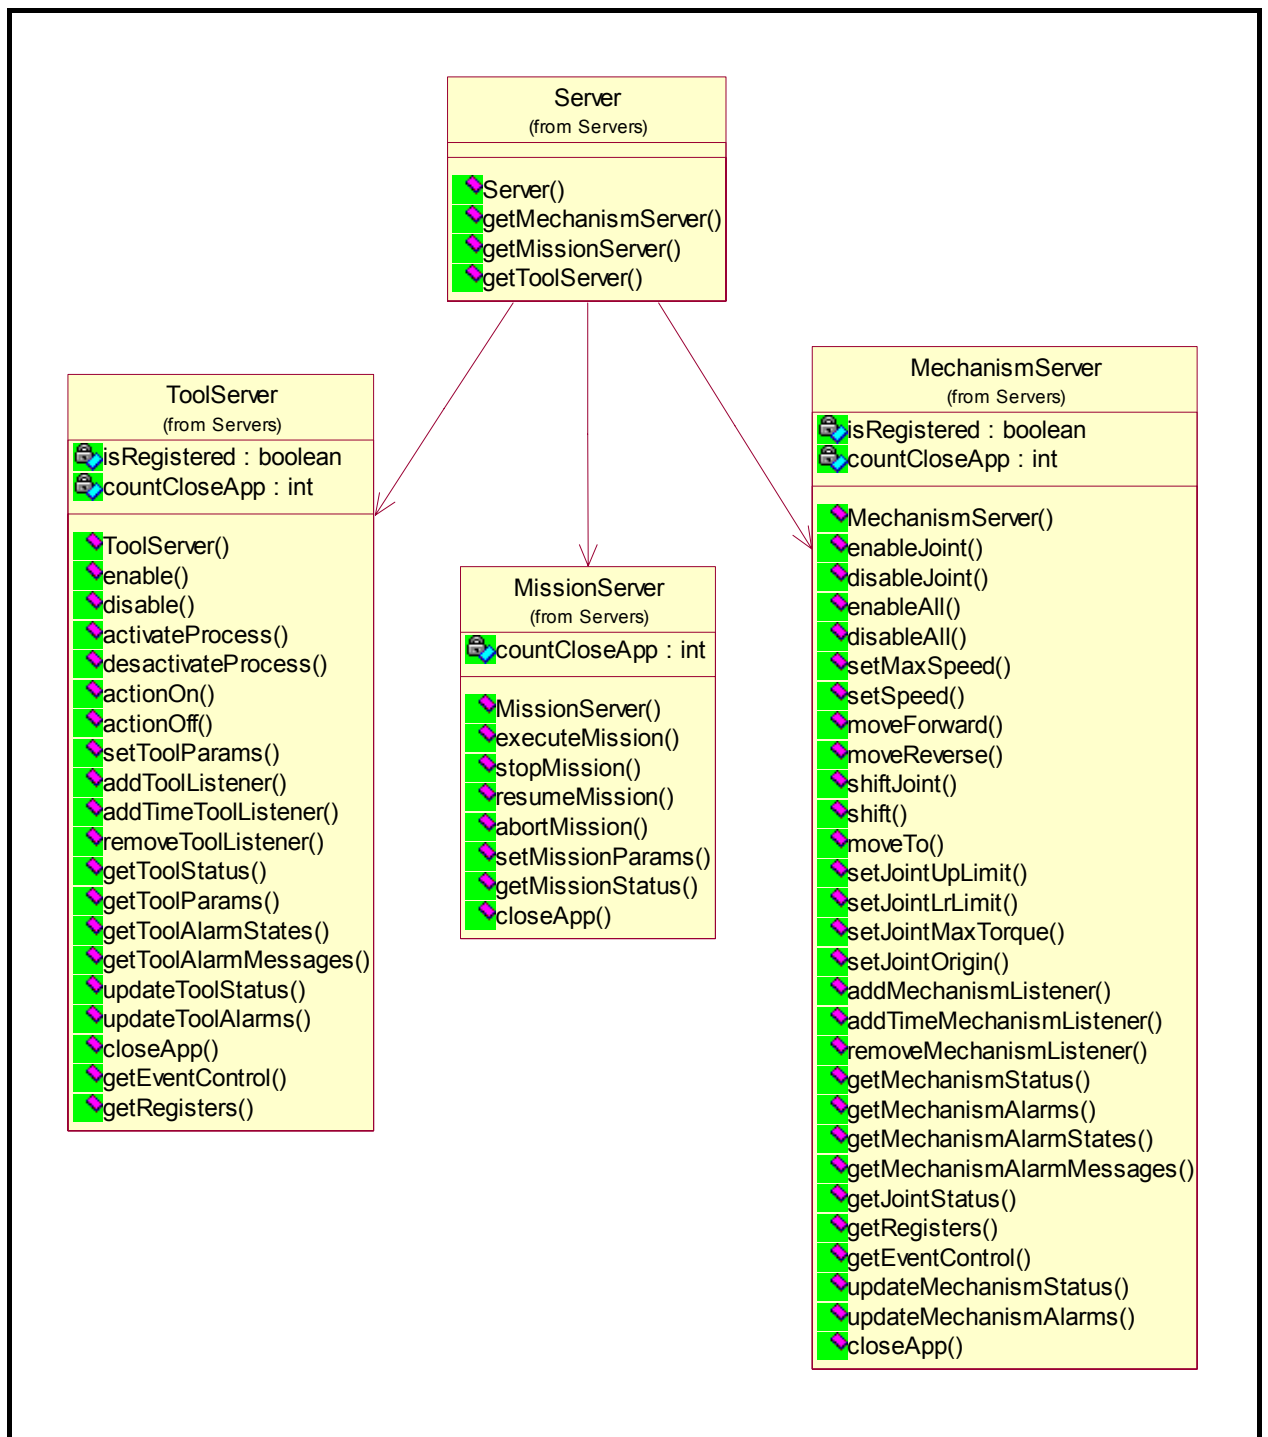 Server
(from Servers)
Server()
getMechanismServer()
getMissionServer()
getToolServer()
ToolServer
(from Servers)
isRegistered : boolean
countCloseApp : int
ToolServer()
enable()
disable()
activateProcess()
desactivateProcess()
actionOn()
actionOff()
setToolParams()
addToolListener()
addTimeToolListener()
removeToolListener()
getToolStatus()
getToolParams()
getToolAlarmStates()
getToolAlarmMessages()
updateToolStatus()
updateToolAlarms()
closeApp()
getEventControl()
getRegisters()
MissionServer
(from Servers)
countCloseApp : int
MissionServer()
executeMission()
stopMission()
resumeMission()
abortMission()
setMissionParams()
getMissionStatus()
closeApp()
MechanismServer
(from Servers)
isRegistered : boolean
countCloseApp : int
MechanismServer()
enableJoint()
disableJoint()
enableAll()
disableAll()
setMaxSpeed()
setSpeed()
moveForward()
moveReverse()
shiftJoint()
shift()
moveTo()
setJointUpLimit()
setJointLrLimit()
setJointMaxTorque()
setJointOrigin()
addMechanismListener()
addTimeMechanismListener()
removeMechanismListener()
getMechanismStatus()
getMechanismAlarms()
getMechanismAlarmStates()
getMechanismAlarmMessages()
getJointStatus()
getRegisters()
getEventControl()
updateMechanismStatus()
updateMechanismAlarms()
closeApp()